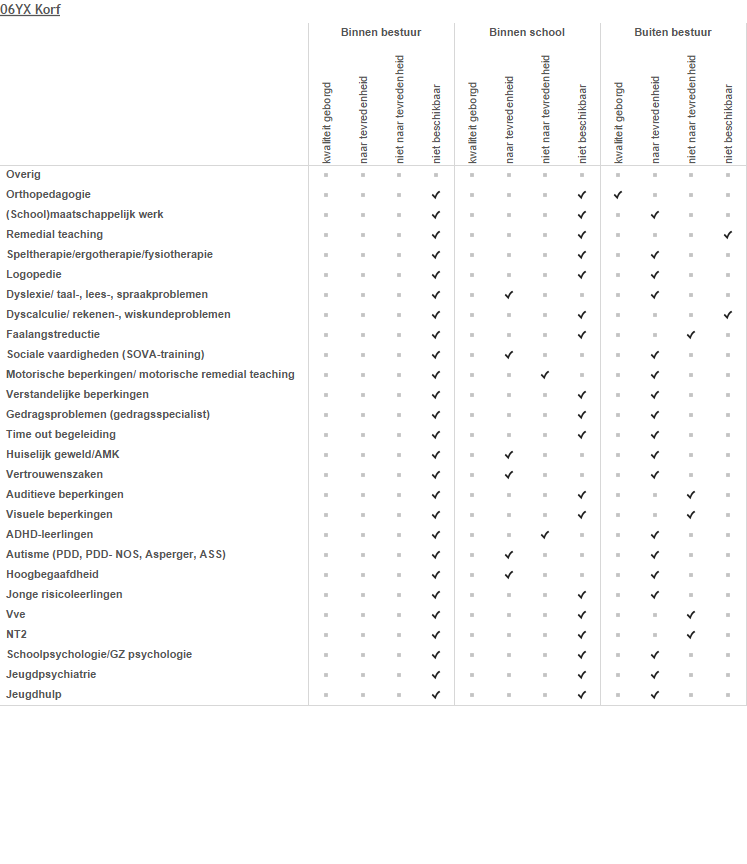 06YX Korf
Binnen bestuur Binnen school Buiten bestuur
kwaliteit geborgd naar tevredenheid niet naar tevredenheid niet beschikbaar kwaliteit geborgd naar tevredenheid niet naar tevredenheid niet beschikbaar kwaliteit geborgd naar tevredenheid niet naar tevredenheid niet beschikbaar
Overig
Orthopedagogie
(School)maatschappelijk werk
Remedial teaching
Speltherapie/ergotherapie/fysiotherapie
Logopedie
Dyslexie/ taal-, lees-, spraakproblemen
Dyscalculie/ rekenen-, wiskundeproblemen
Faalangstreductie
Sociale vaardigheden (SOVA-training)
Motorische beperkingen/ motorische remedial teaching
Verstandelijke beperkingen
Gedragsproblemen (gedragsspecialist)
Time out begeleiding
Huiselijk geweld/AMK
Vertrouwenszaken
Auditieve beperkingen
Visuele beperkingen
ADHD-leerlingen
Autisme (PDD, PDD- NOS, Asperger, ASS)
Hoogbegaafdheid
Jonge risicoleerlingen
Vve
NT2
Schoolpsychologie/GZ psychologie
Jeugdpsychiatrie
Jeugdhulp